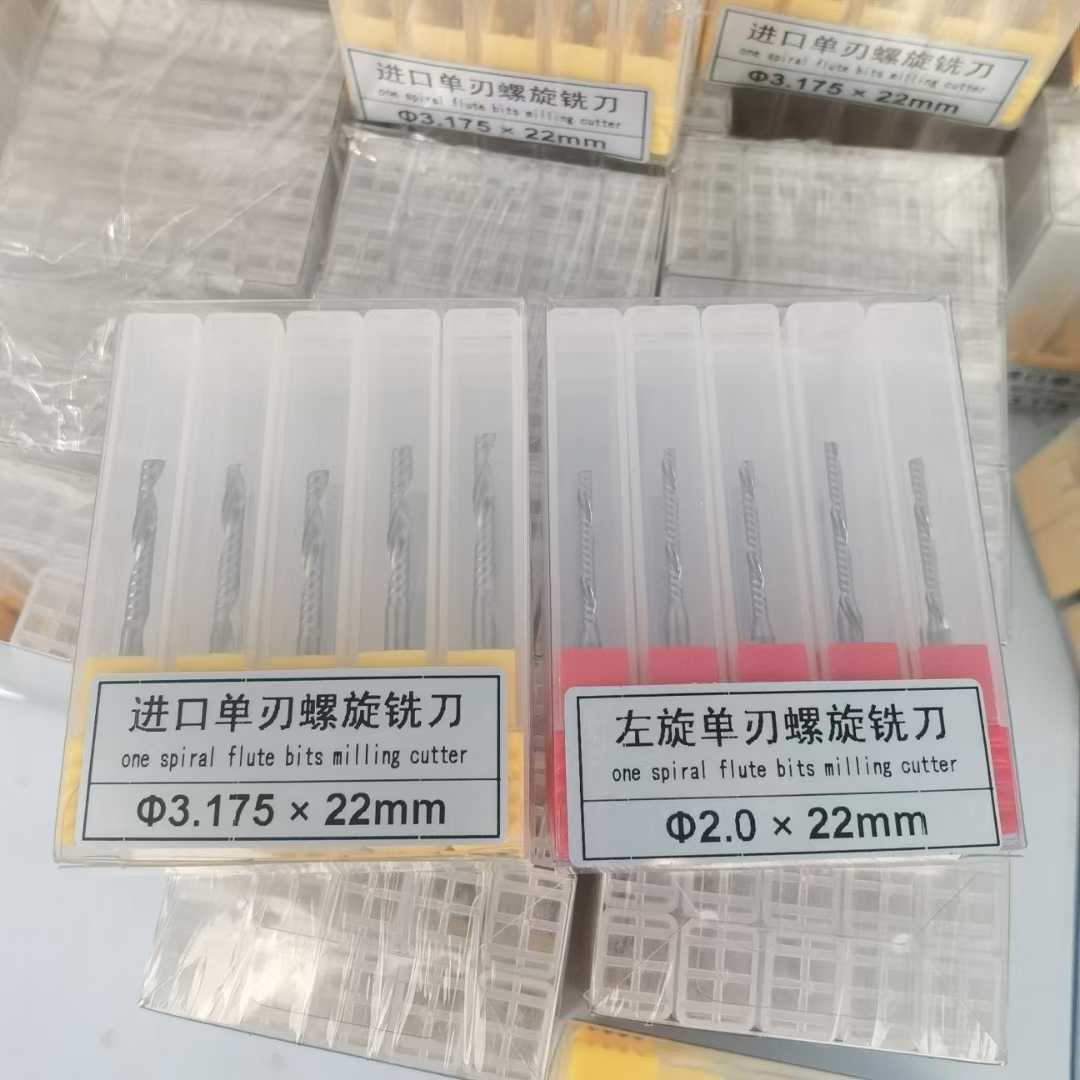 进口单刃螺旋铣刀
one spiral flute bits milling cutter
Φ3.175 × 22mm
进口单刃螺旋铣刀
one spiral flute bits milling cutter
Φ3.175 × 22mm
进口单刃螺旋铣刀
one spiral flute bits milling cutter
Φ3.175 × 22mm
左旋单刃螺旋铣刀
one spiral flute bits milling cutter
Φ2.0 × 22mm